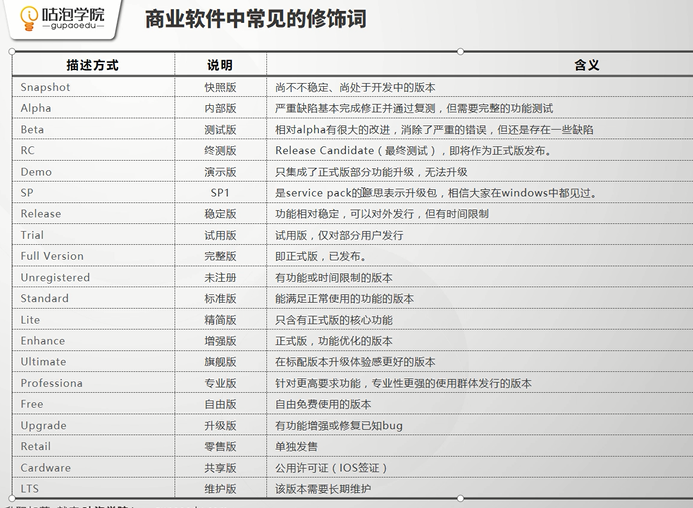 咕泡学院
gupaoedu
商业软件中常见的修饰词
描述方式 说明 含义
Snapshot 快照版 尚不不稳定、尚处于开发中的版本
Alpha 内部版 严重缺陷基本完成修正并通过复测，但需要完整的功能测试
Beta 测试版 相对alpha有很大的改进，消除了严重的错误，但还是存在一些缺陷
RC 终测版 Release Candidate（最终测试），即将作为正式版发布。
Demo 演示版 只集成了正式版部分功能升级，无法升级
SP SP1 是service pack的意思表示升级包，相信大家在windows中都见过。
Release 稳定版 功能相对稳定，可以对外发行，但有时间限制
Trial 试用版 试用版，仅对部分用户发行
Full Version 完整版 即正式版，已发布。
Unregistered 未注册 有功能或时间限制的版本
Standard 标准版 能满足正常使用的功能的版本
Lite 精简版 只含有正式版的核心功能
Enhance 增强版 正式版，功能优化的版本
Ultimate 旗舰版 在标配版本升级体验感更好的版本
Professiona 专业版 针对更高要求功能，专业性更强的使用群体发行的版本
Free 自由版 自由免费使用的版本
Upgrade 升级版 有功能增强或修复已知bug
Retail 零售版 单独发售
Cardware 共享版 公用许可证（IOS签证）
LTS 维护版 该版本需要长期维护